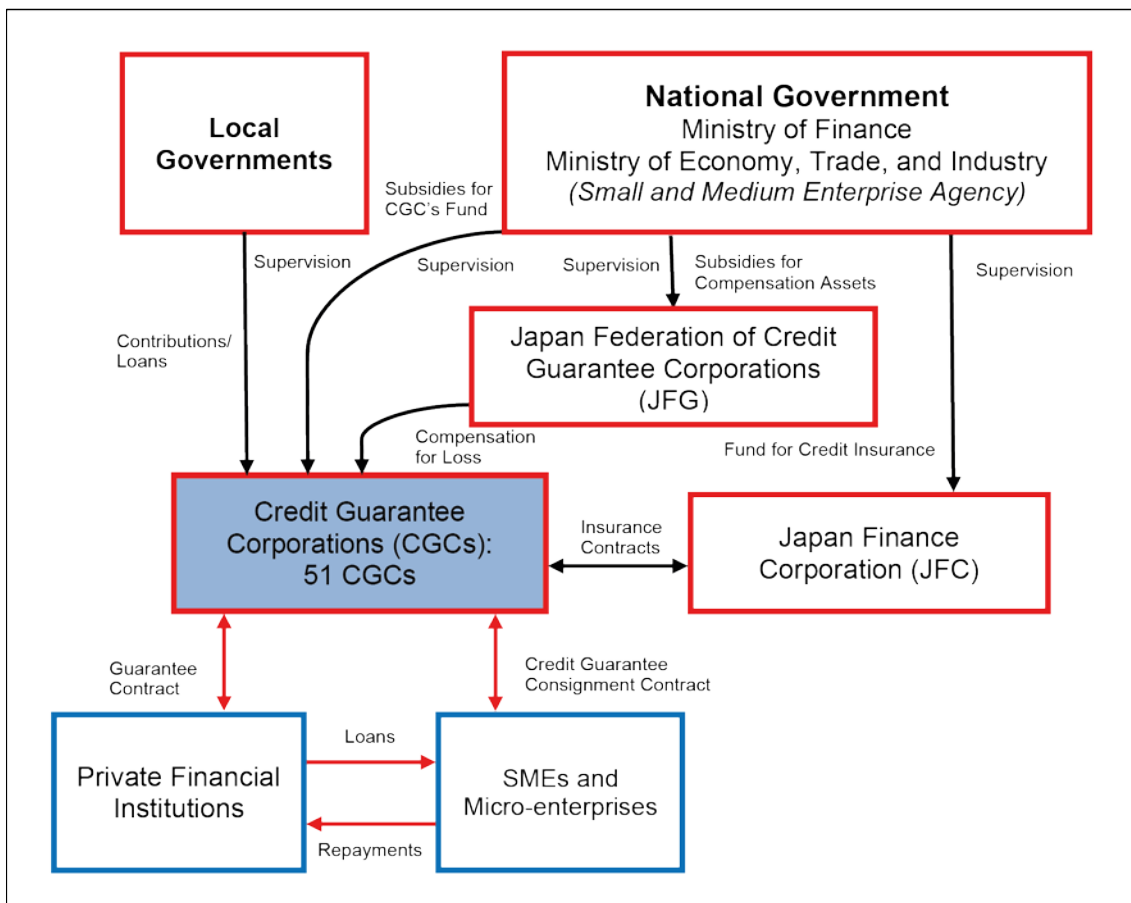 Local
Governments
National Government
Ministry of Finance
Ministry of Economy, Trade, and Industry
(Small and Medium Enterprise Agency)
Subsidies for
CGC's Fund
Supervision
Supervision
Supervision
Subsidies for
Compensation Assets
Supervision
Contributions/
Loans
Japan Federation of Credit
Guarantee Corporations
(JFG)
Compensation
for Loss
Fund for Credit Insurance
Credit Guarantee
Corporations (CGCs):
51 CGCs
Insurance
Contracts
Japan Finance
Corporation (JFC)
Guarantee
Contract
Credit Guarantee
Consignment Contract
Private Financial
Institutions
Loans
Repayments
SMEs and
Micro-enterprises